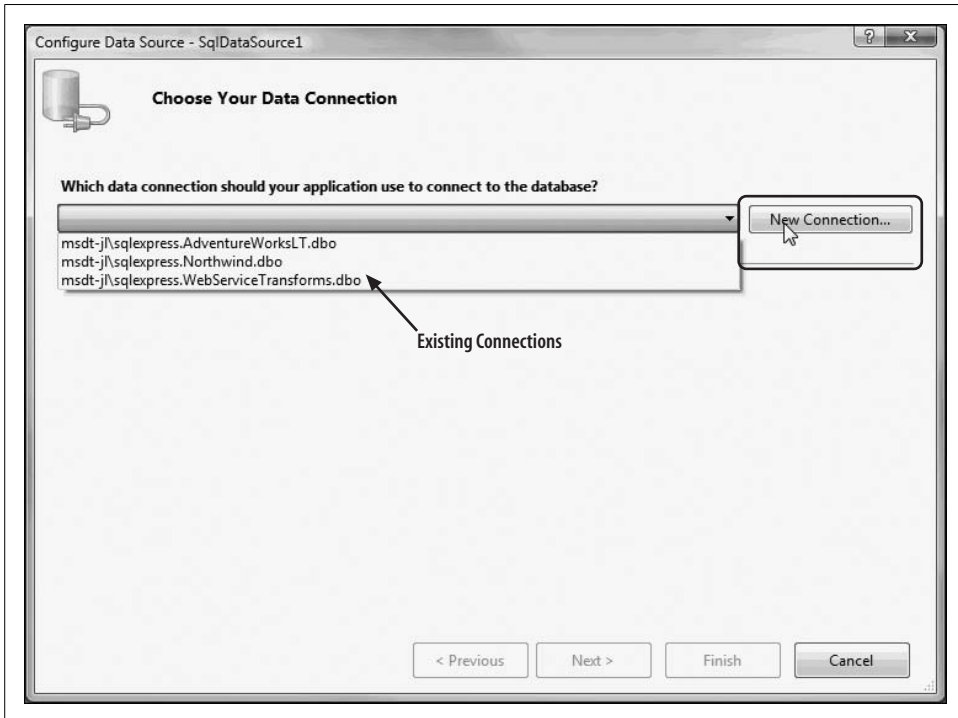 Configure Data Source - SqlDataSource1
Choose Your Data Connection
Which data connection should your application use to connect to the database?
New Connection...
msdt-jl\sqlexpress.AdventureWorksLT.dbo
msdt-jl\sqlexpress.Northwind.dbo
msdt-jl\sqlexpress.WebServiceTransforms.dbo
Existing Connections
< Previous
Next >
Finish
Cancel